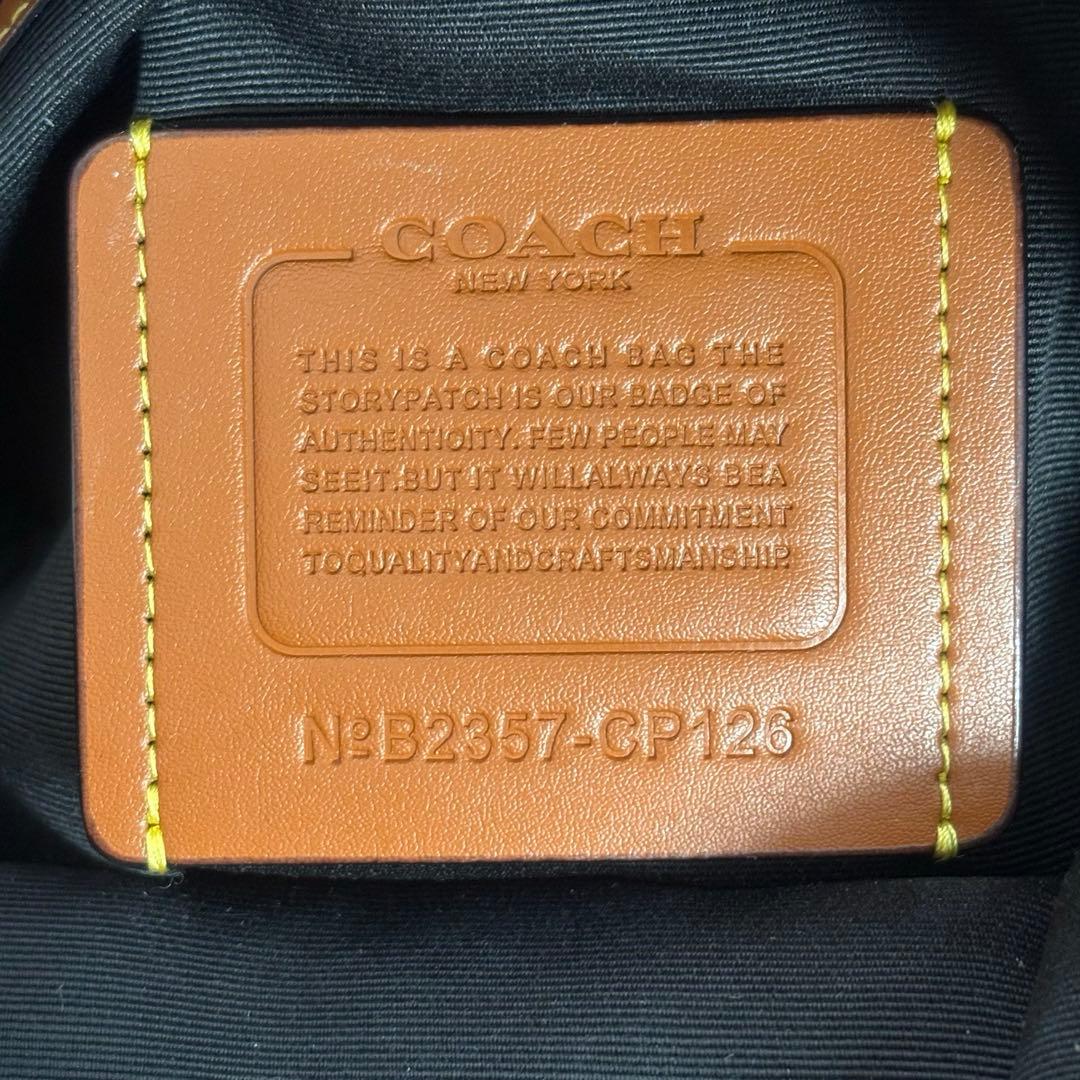 COACH
NEW YORK
THIS IS A COACH BAG THE
STORYPATCH IS OUR BADGE OF
AUTHENTIOITY. FEW PEOPLE MAY
SEEIT.BUT IT WILLALWAYS BEA
REMINDER OF OUR COMMITMENT
TOQUALITYANDCRAFTSMANSHIP.
№B2357-CP126